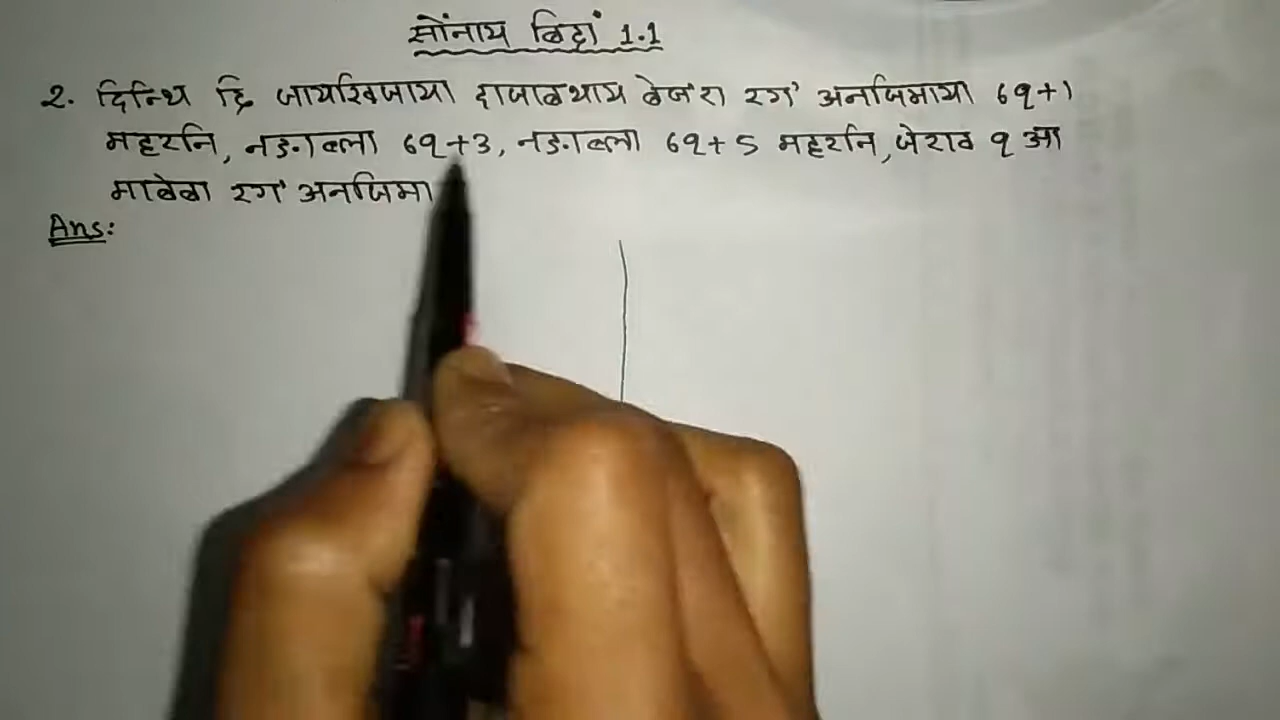 सोंनाय बिदां 1.1
2. दिन्थि दि जायखिजाया दाजाबथाय बेजोरा रग' अनजिमाया 6q+1
महरनि, नङाब्ला 6q+3, नङाब्ला 6q+5 महरनि, जेराव q आ
माबेबा रग' अनजिमा
Ans: